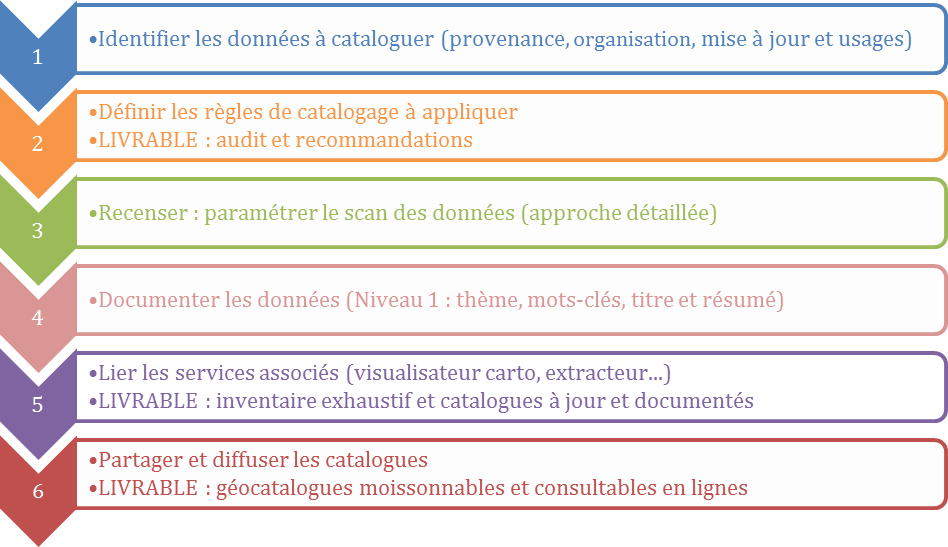 1
•Identifier les données à cataloguer (provenance, organisation, mise à jour et usages)
2
•Définir les règles de catalogage à appliquer
•LIVRABLE : audit et recommandations
3
•Recenser : paramétrer le scan des données (approche détaillée)
4
•Documenter les données (Niveau 1 : thème, mots-clés, titre et résumé)
5
•Lier les services associés (visualisateur carto, extracteur...)
•LIVRABLE : inventaire exhaustif et catalogues à jour et documentés
6
•Partager et diffuser les catalogues
•LIVRABLE : géocatalogues moissonnables et consultables en lignes